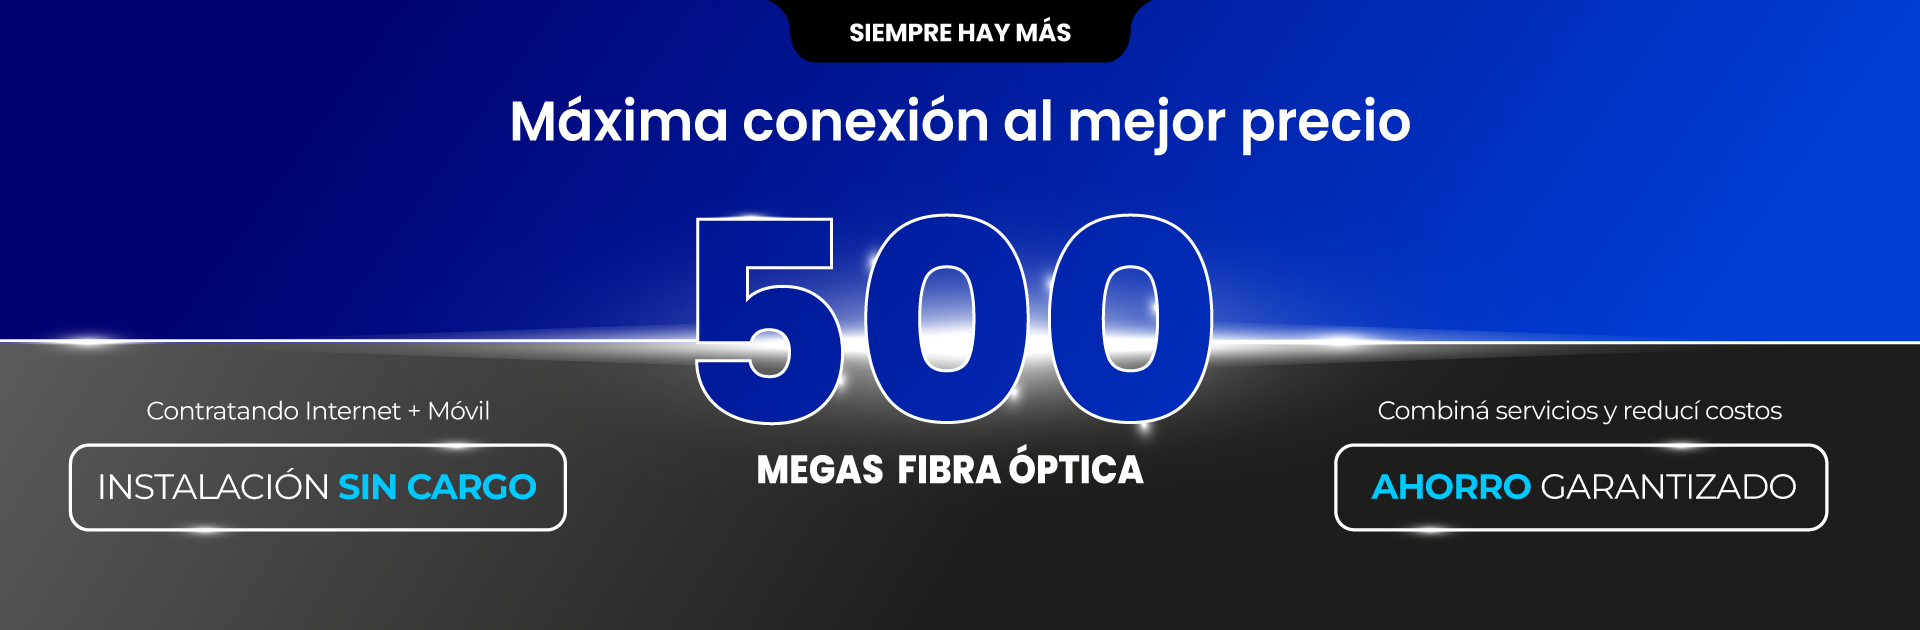 SIEMPRE HAY MÁS
Máxima conexión al mejor precio
500
MEGAS FIBRA ÓPTICA
Contratando Internet + Móvil
INSTALACIÓN SIN CARGO
Combiná servicios y reducí costos
AHORRO GARANTIZADO